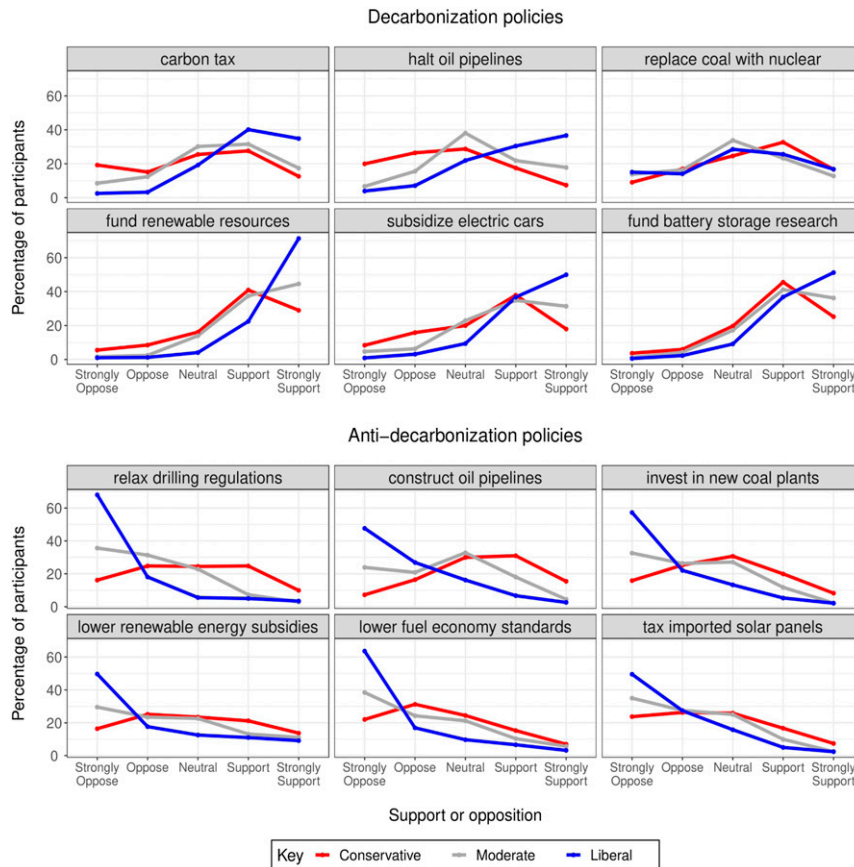 Decarbonization policies
carbon tax halt oil pipelines replace coal with nuclear
60
40
20
0
fund renewable resources subsidize electric cars fund battery storage research
60
40
20
0
Percentage of participants
Strongly Oppose Oppose Neutral Support Strongly Support Strongly Oppose Oppose Neutral Support Strongly Support Strongly Oppose Oppose Neutral Support Strongly Support
Anti−decarbonization policies
relax drilling regulations construct oil pipelines invest in new coal plants
60
40
20
0
lower renewable energy subsidies lower fuel economy standards tax imported solar panels
60
40
20
0
Percentage of participants
Strongly Oppose Oppose Neutral Support Strongly Support Strongly Oppose Oppose Neutral Support Strongly Support Strongly Oppose Oppose Neutral Support Strongly Support
Support or opposition
Key Conservative Moderate Liberal